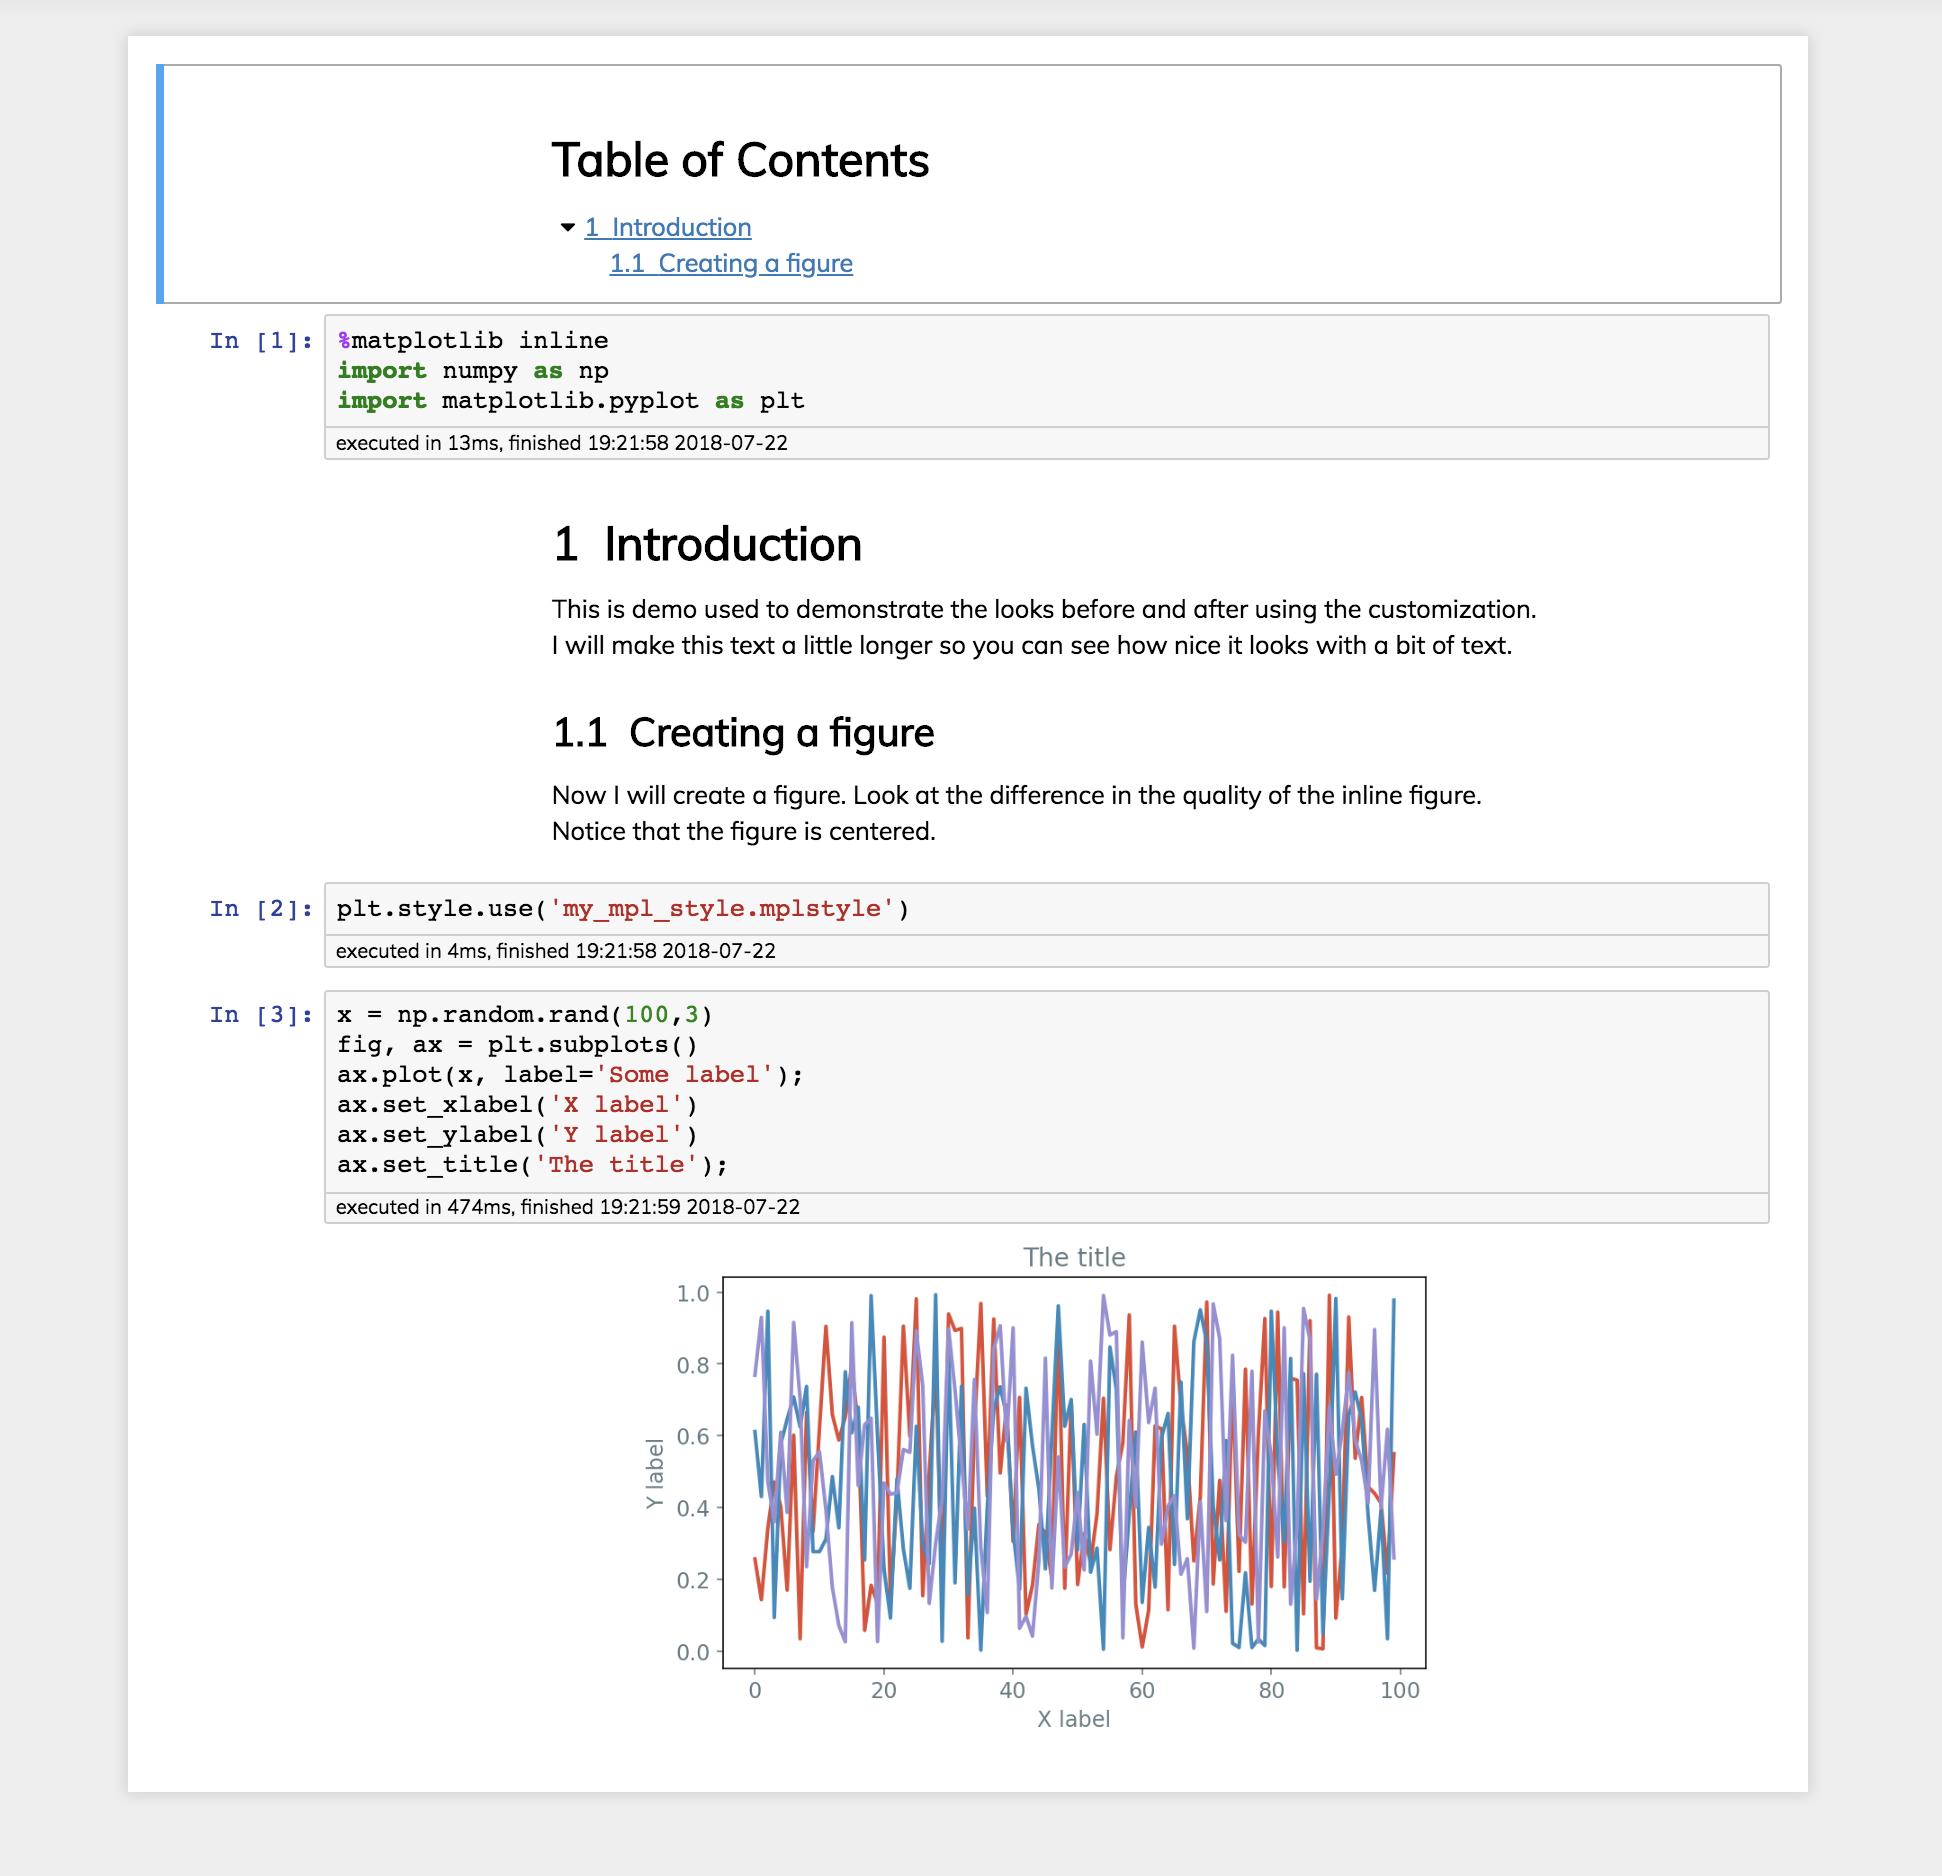 Table of Contents
1 Introduction
1.1 Creating a figure
In [1]:
%matplotlib inline
import numpy as np
import matplotlib.pyplot as plt
executed in 13ms, finished 19:21:58 2018-07-22
1 Introduction
This is demo used to demonstrate the looks before and after using the customization.
I will make this text a little longer so you can see how nice it looks with a bit of text.
1.1 Creating a figure
Now I will create a figure. Look at the difference in the quality of the inline figure.
Notice that the figure is centered.
In [2]:
plt.style.use('my_mpl_style.mplstyle')
executed in 4ms, finished 19:21:58 2018-07-22
In [3]:
x = np.random.rand(100,3)
fig, ax = plt.subplots()
ax.plot(x, label='Some label');
ax.set_xlabel('X label')
ax.set_ylabel('Y label')
ax.set_title('The title');
executed in 474ms, finished 19:21:59 2018-07-22
The title
1.0
0.8
0.6
0.4
0.2
0.0
Y label
0 20 40 60 80 100
X label